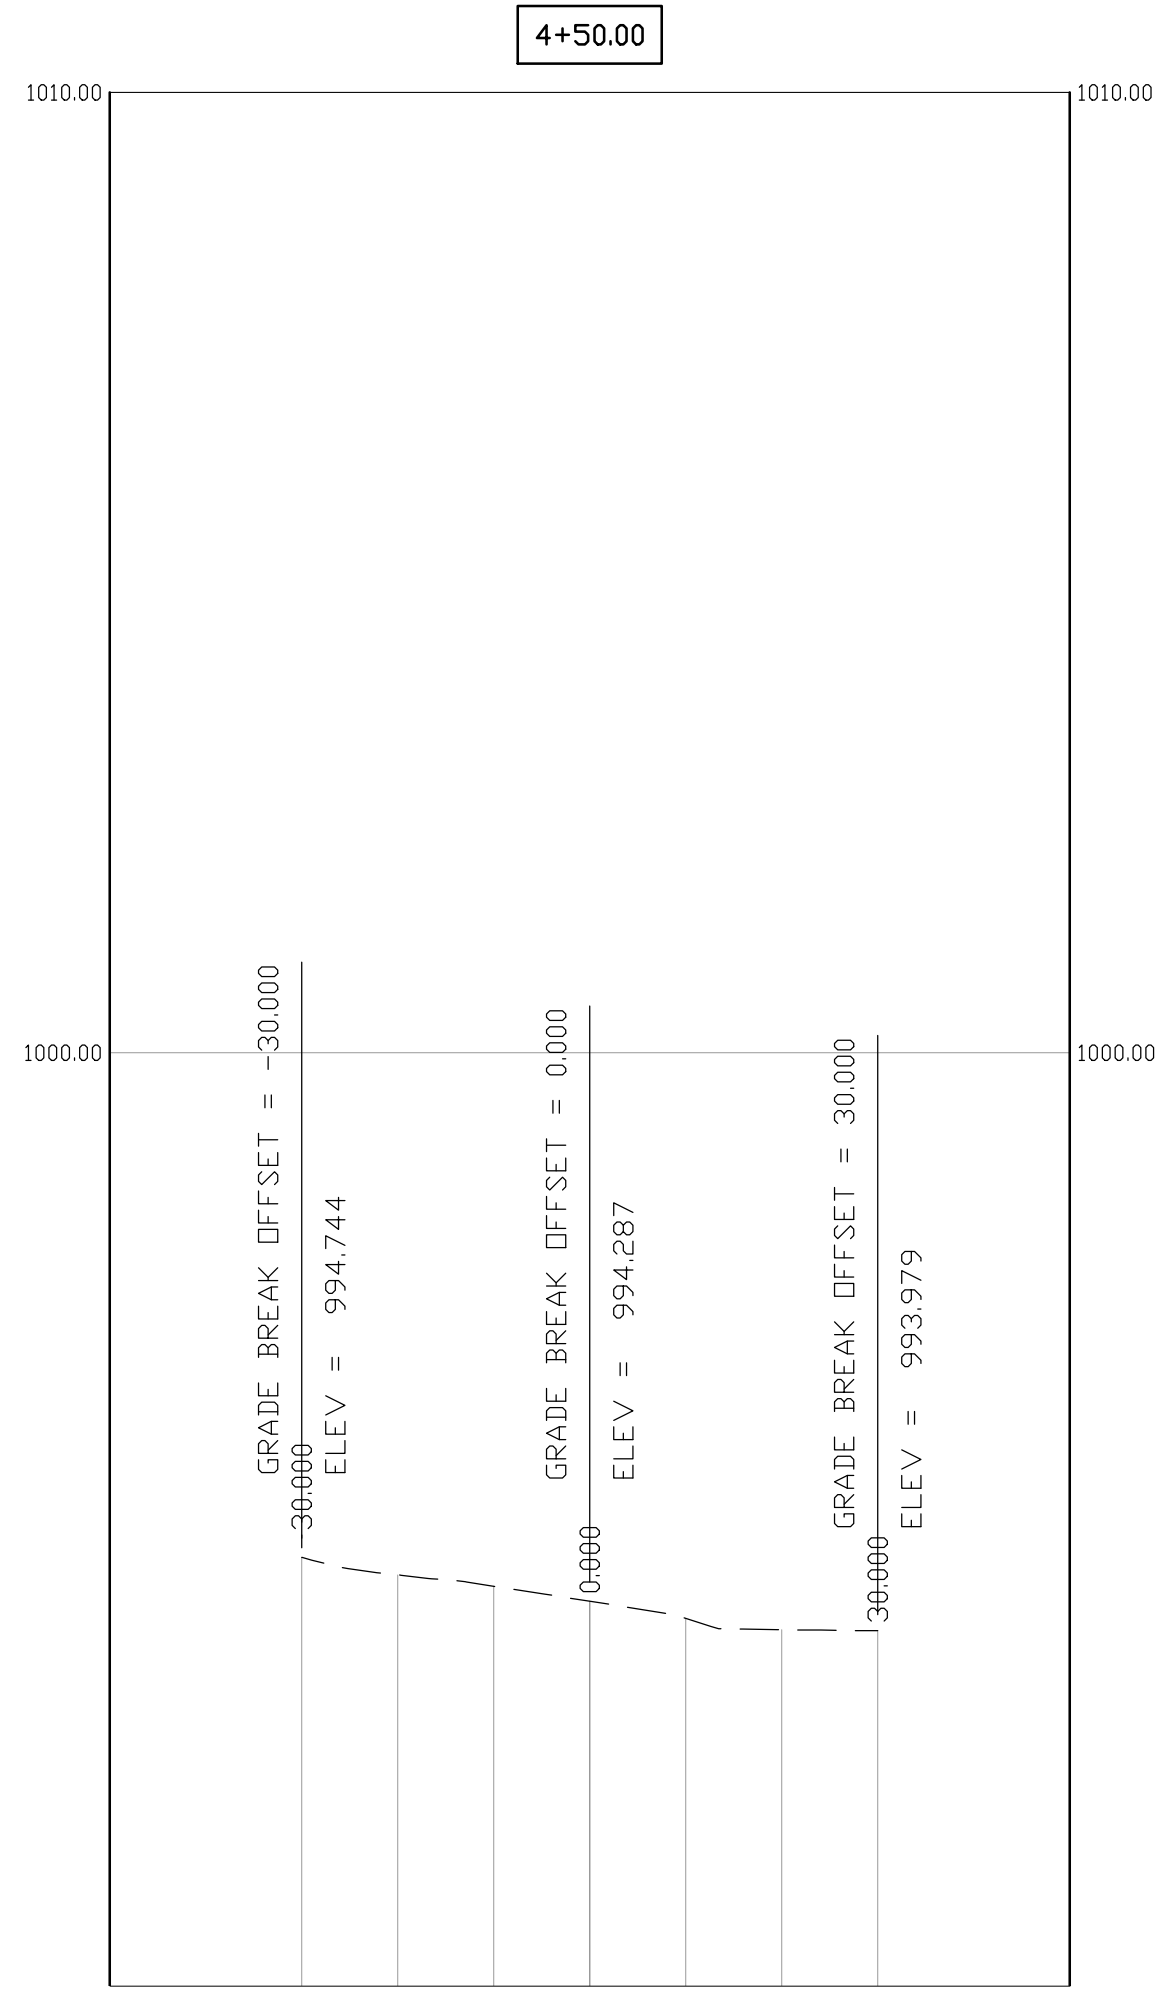 4+50.00
1010.00
1010.00
1000.00
1000.00
GRADE BREAK OFFSET = -30.000
ELEV = 994.744
-30.000
GRADE BREAK OFFSET = 0.000
ELEV = 994.287
0.000
GRADE BREAK OFFSET = 30.000
ELEV = 993.979
30.000